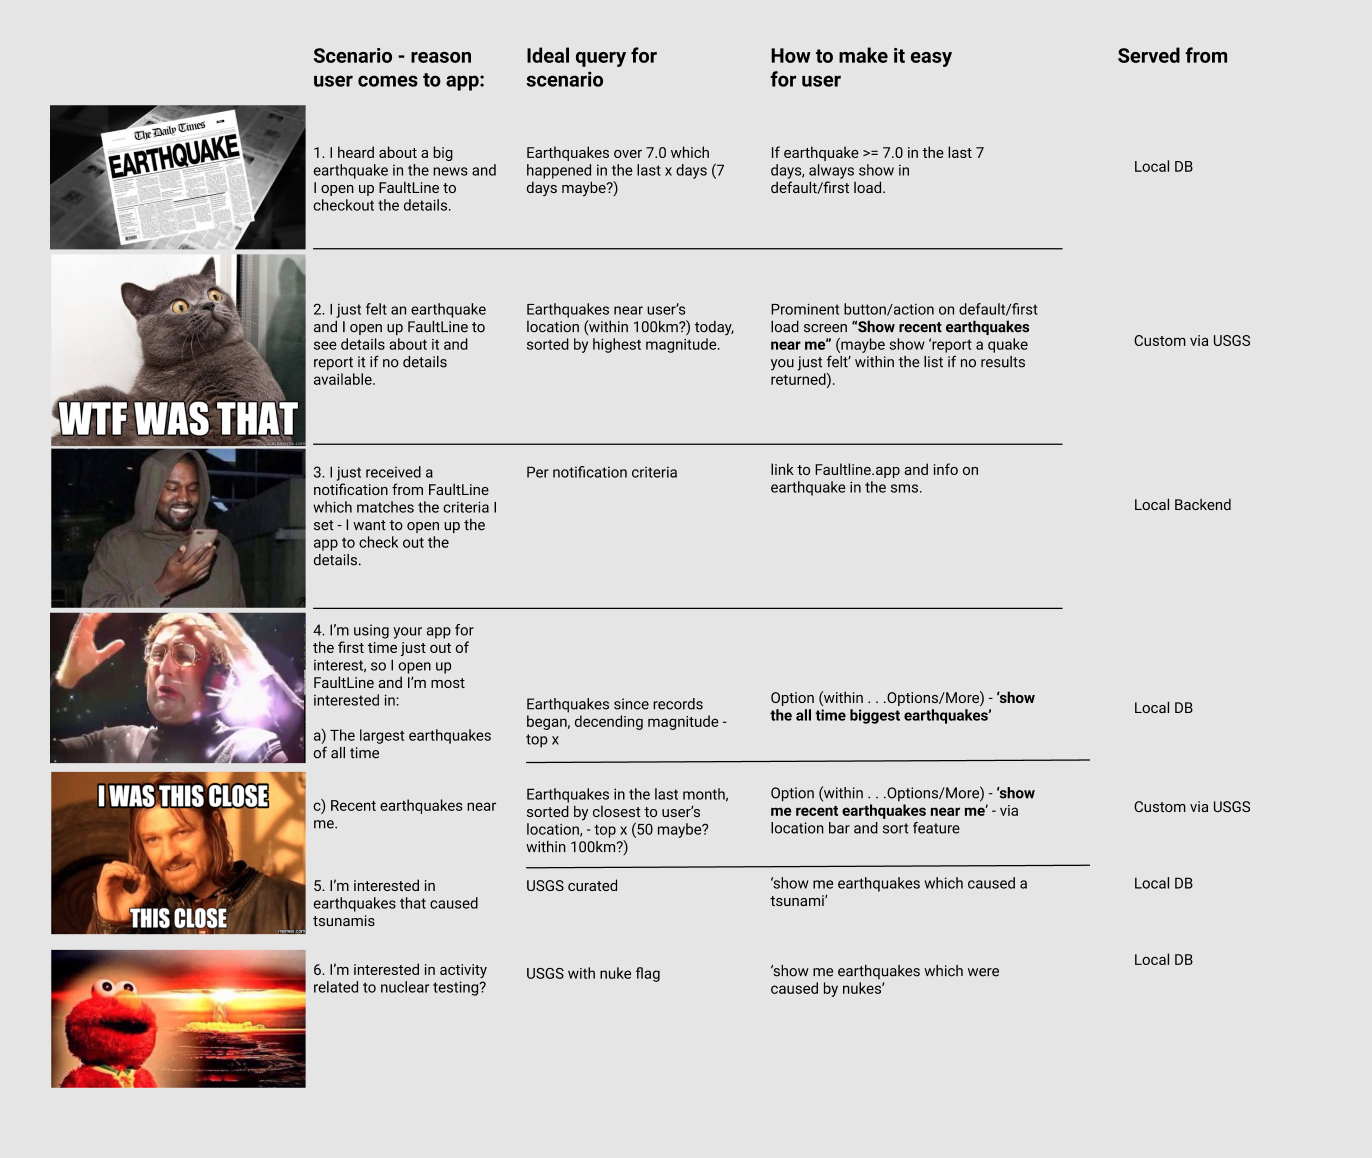 Scenario - reason
user comes to app:
Ideal query for
scenario
How to make it easy
for user
Served from
The Daily Times
EARTHQUAKE
1. I heard about a big
earthquake in the news and
I open up FaultLine to
checkout the details.
Earthquakes over 7.0 which
happened in the last x days (7
days maybe?)
If earthquake >= 7.0 in the last 7
days, always show in
default/first load.
Local DB
WTF WAS THAT
2. I just felt an earthquake
and I open up FaultLine to
see details about it and
report it if no details
available.
Earthquakes near user's
location (within 100km?) today,
sorted by highest magnitude.
Prominent button/action on default/first
load screen “Show recent earthquakes
near me” (maybe show ‘report a quake
you just felt’ within the list if no results
returned).
Custom via USGS
3. I just received a
notification from FaultLine
which matches the criteria I
set - I want to open up the
app to check out the
details.
Per notification criteria
link to Faultline.app and info on
earthquake in the sms.
Local Backend
4. I'm using your app for
the first time just out of
interest, so I open up
FaultLine and I'm most
interested in:
a) The largest earthquakes
of all time
Earthquakes since records
began, decending magnitude -
top x
Option (within . . .Options/More) - ‘show
the all time biggest earthquakes’
Local DB
I WAS THIS CLOSE
THIS CLOSE
memes.com
c) Recent earthquakes near
me.
Earthquakes in the last month,
sorted by closest to user's
location, - top x (50 maybe?
within 100km?)
Option (within . . .Options/More) - ‘show
me recent earthquakes near me’ - via
location bar and sort feature
Custom via USGS
5. I'm interested in
earthquakes that caused
tsunamis
USGS curated
‘show me earthquakes which caused a
tsunami’
Local DB
6. I'm interested in activity
related to nuclear testing?
USGS with nuke flag
‘show me earthquakes which were
caused by nukes’
Local DB